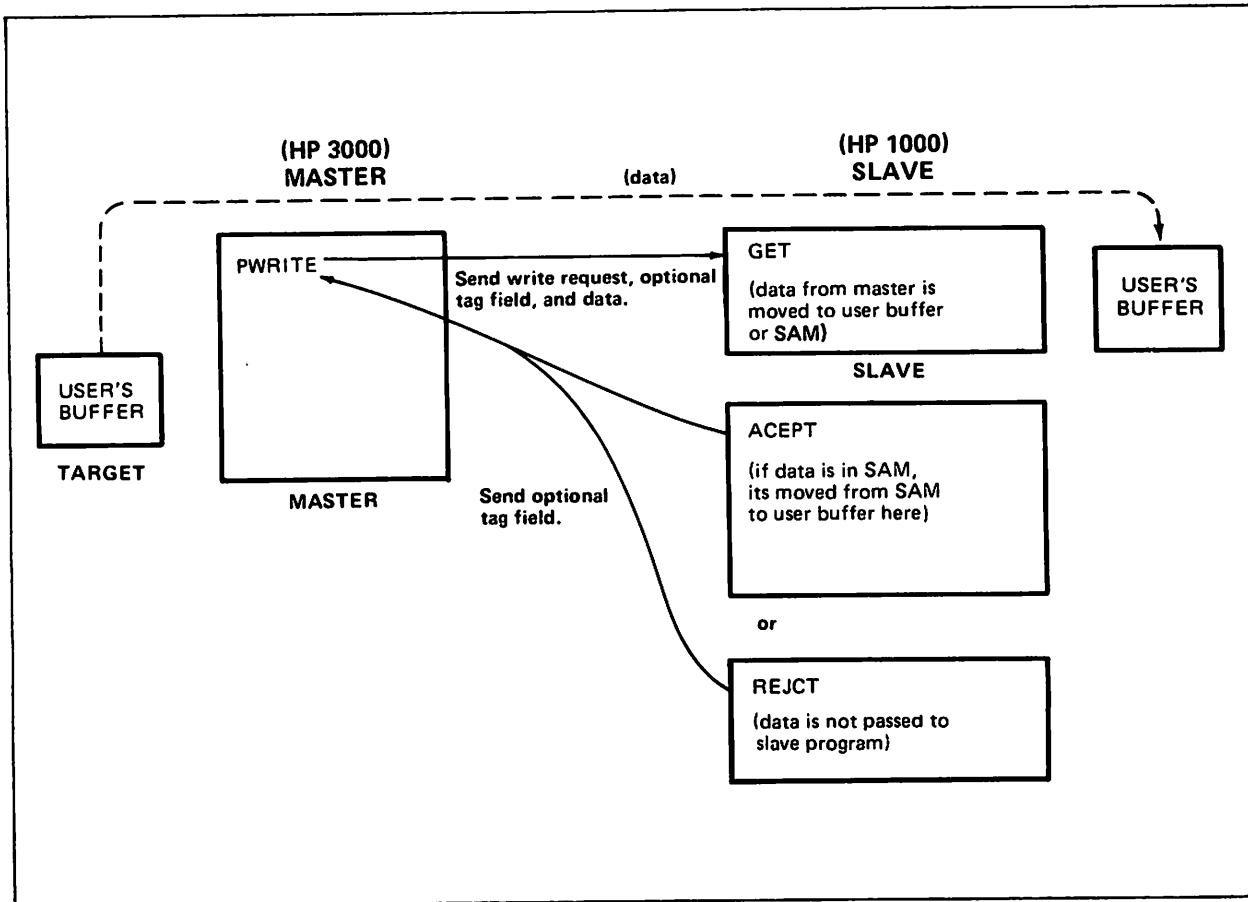 (HP 3000)
MASTER
(HP 1000)
SLAVE
(data)
PWRITE
Send write request, optional
tag field, and data.
GET
(data from master is
moved to user buffer
or SAM)
SLAVE
USER'S
BUFFER
USER'S
BUFFER
TARGET
MASTER
ACEPT
(if data is in SAM,
its moved from SAM
to user buffer here)
Send optional
tag field.
or
REJCT
(data is not passed to
slave program)